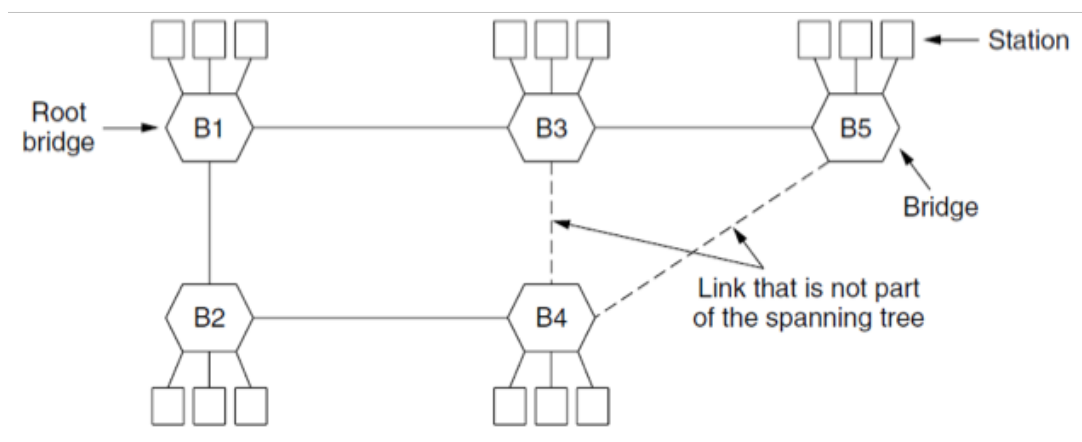 Station
Root
bridge
B1
B3
B5
Bridge
Link that is not part
of the spanning tree
B2
B4